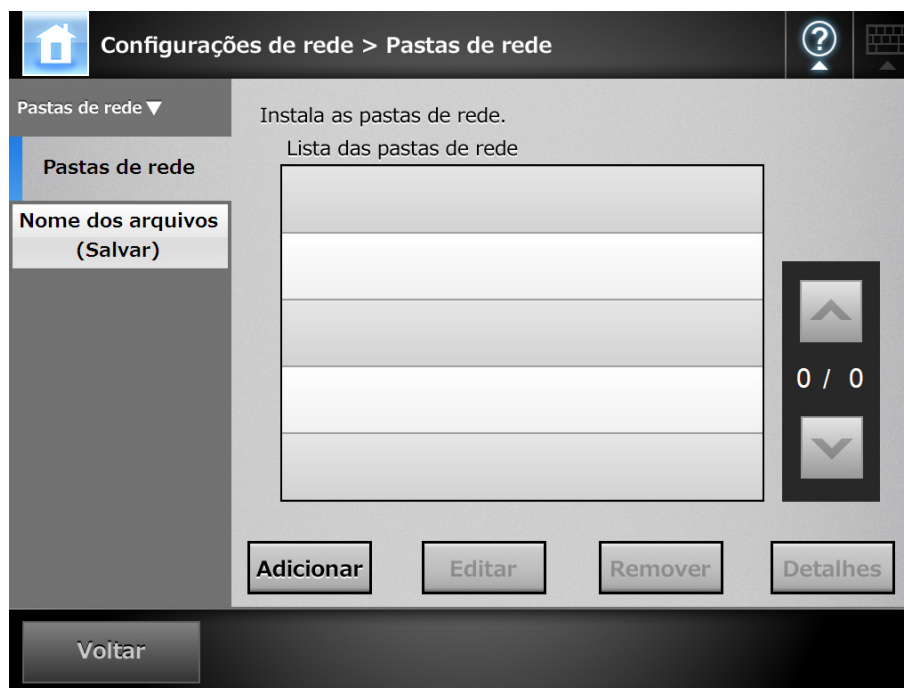 Configurações de rede > Pastas de rede
?
Pastas de rede▼
Pastas de rede
Nome dos arquivos
(Salvar)
Instala as pastas de rede.
Lista das pastas de rede
0 / 0
Adicionar
Editar
Remover
Detalhes
Voltar